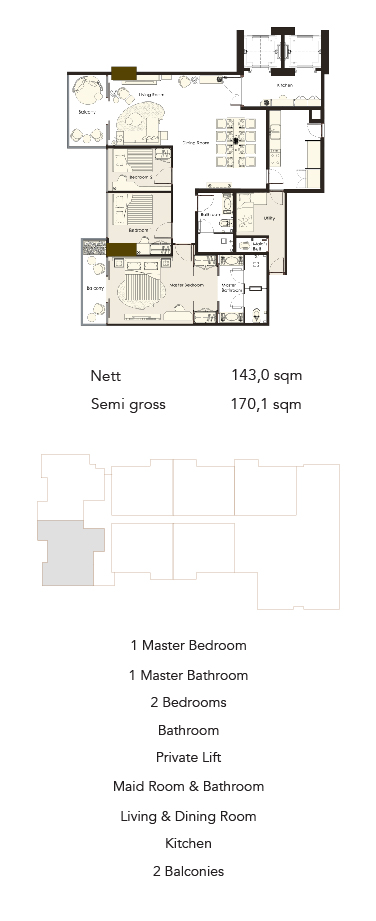 Living Room
Kitchen
Balcony
Dining Room
Bedroom 2
Bedroom
Bathroom
Utility
Balcony
Master Bedroom
Master
Bathroom
Nett 143,0 sqm
Semi gross 170,1 sqm
1 Master Bedroom
1 Master Bathroom
2 Bedrooms
Bathroom
Private Lift
Maid Room & Bathroom
Living & Dining Room
Kitchen
2 Balconies